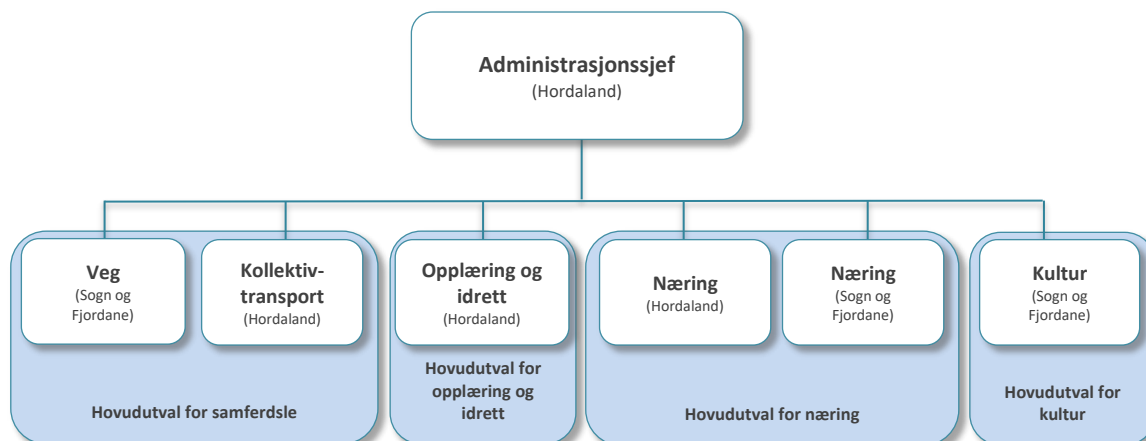 Administrasjonssjef
(Hordaland)
Veg
(Sogn og
Fjordane)
Kollektiv-
transport
(Hordaland)
Opplæring og
idrett
(Hordaland)
Næring
(Hordaland)
Næring
(Sogn og
Fjordane)
Kultur
(Sogn og
Fjordane)
Hovudutval for samferdsle
Hovudutval for
opplæring og
idrett
Hovudutval for næring
Hovudutval for
kultur